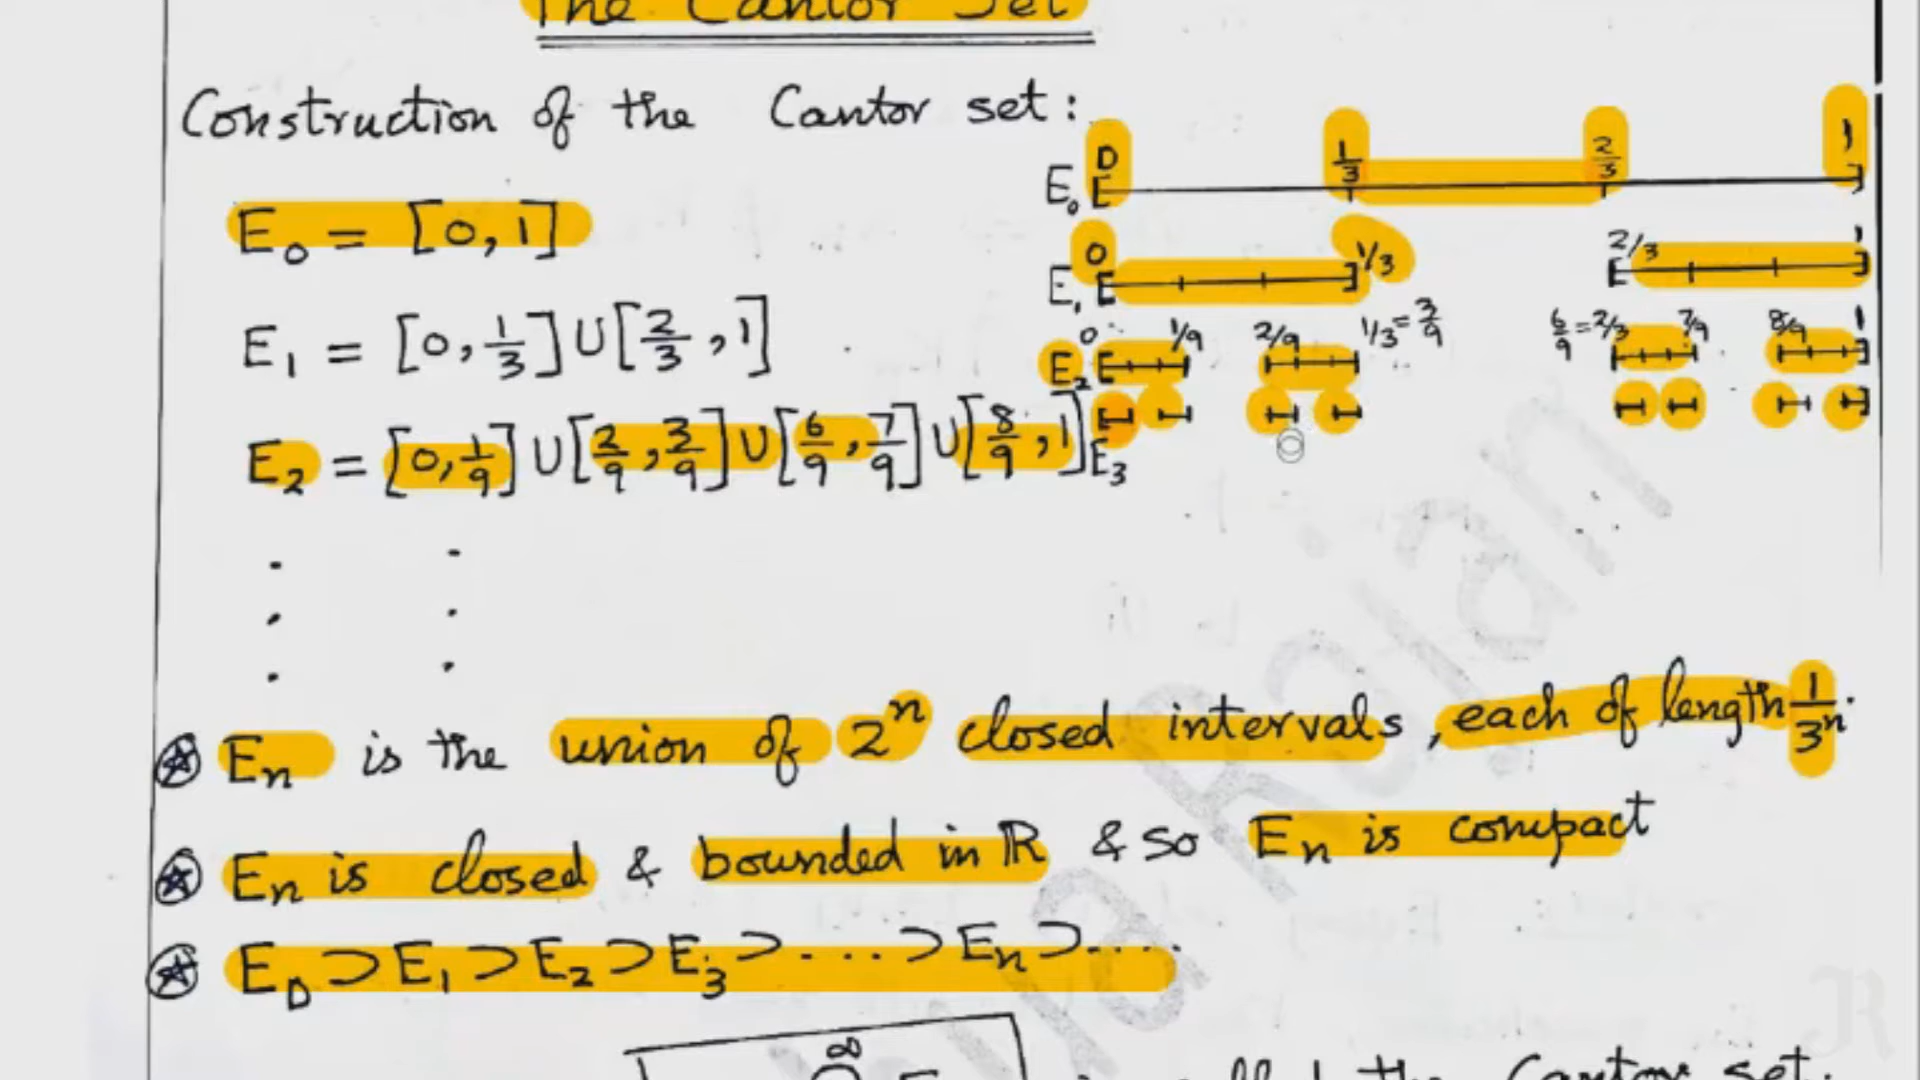 The Cantor Set
Construction of the Cantor set:
E₀ = [0,1]
E₁ = [0,1/3] ∪ [2/3,1]
E₂ = [0,1/9] ∪ [2/9,3/9] ∪ [6/9,7/9] ∪ [8/9,1]
0 1/3 2/3 1
E₀
0 1/3 2/3 1
E₁
0 1/9 2/9 1/3=3/9 6/9=2/3 7/9 8/9 1
E₂
E₃
Eₙ is the union of 2ⁿ closed intervals, each of length 1/3ⁿ.
Eₙ is closed & bounded in ℝ & so Eₙ is compact
E₀ ⊃ E₁ ⊃ E₂ ⊃ E₃ ⊃ .... ⊃ Eₙ ⊃ ....
∞
the Cantor set.
Rajan
R